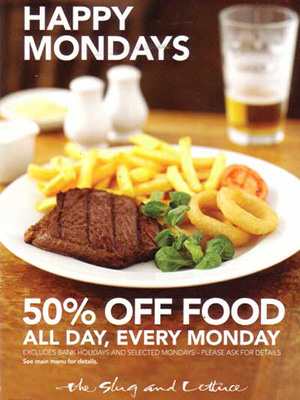 HAPPY
MONDAYS
50% OFF FOOD
ALL DAY, EVERY MONDAY
EXCLUDES BANK HOLIDAYS AND SELECTED MONDAYS – PLEASE ASK FOR DETAILS
See main menu for details.
the Slug and Lettuce